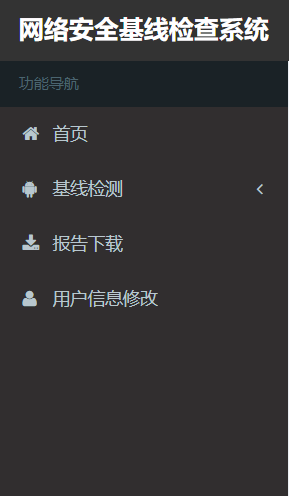 网络安全基线检查系统
功能导航
首页
基线检测
报告下载
用户信息修改